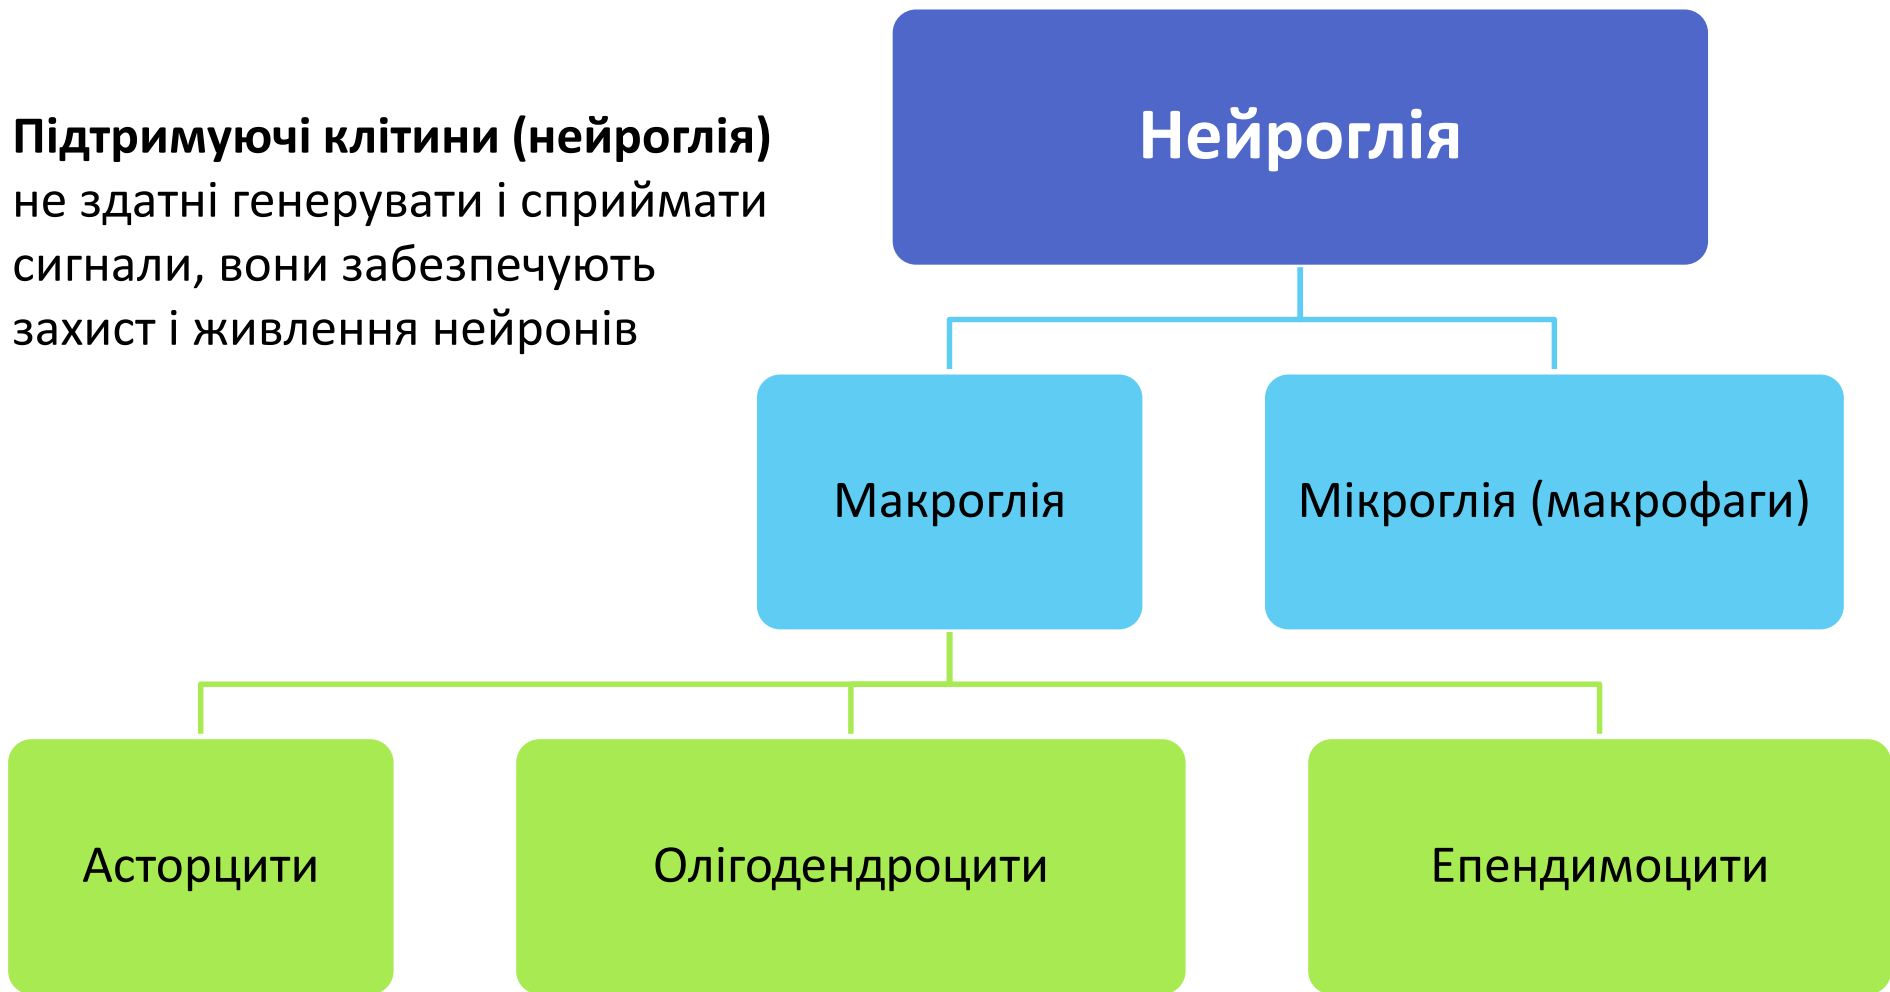 Підтримуючі клітини (нейроглія)
не здатні генерувати і сприймати
сигнали, вони забезпечують
захист і живлення нейронів
Нейроглія
Макроглія
Мікроглія (макрофаги)
Асторцити
Олігодендроцити
Епендимоцити